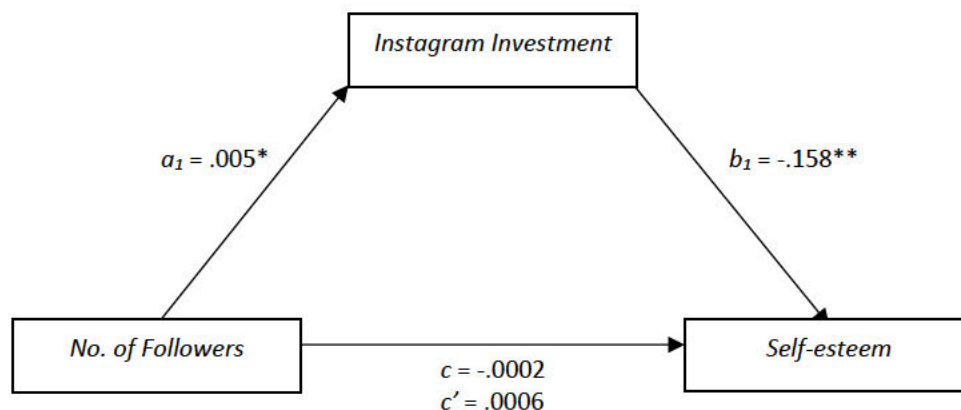 Instagram Investment
a₁ = .005*
b₁ = -.158**
No. of Followers
Self-esteem
c = -.0002
c’ = .0006